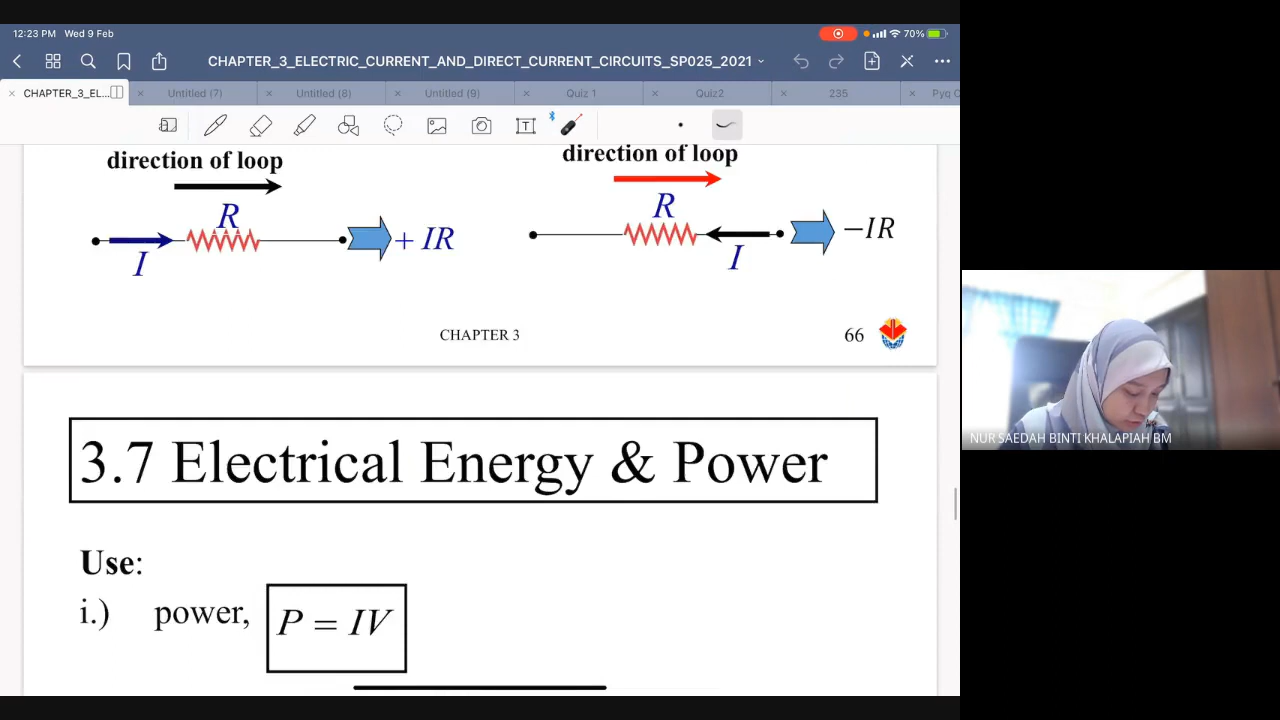 12:23 PM Wed 9 Feb
70%
CHAPTER_3_ELECTRIC_CURRENT_AND_DIRECT_CURRENT_CIRCUITS_SP025_2021
CHAPTER_3_EL...
Untitled (7)
Untitled (8)
Untitled (9)
Quiz 1
Quiz2
235
Pyq C
T
direction of loop
direction of loop
R
I
+ IR
R
I
−IR
CHAPTER 3
66
3.7 Electrical Energy & Power
Use:
i.) power, P = IV
NUR SAEDAH BINTI KHALAPIAH BM